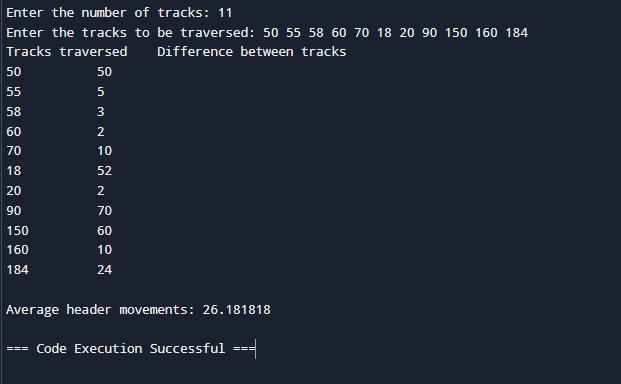 Enter the number of tracks: 11
Enter the tracks to be traversed: 50 55 58 60 70 18 20 90 150 160 184
Tracks traversed    Difference between tracks
50          50
55          5
58          3
60          2
70          10
18          52
20          2
90          70
150         60
160         10
184         24
Average header movements: 26.181818
=== Code Execution Successful ===